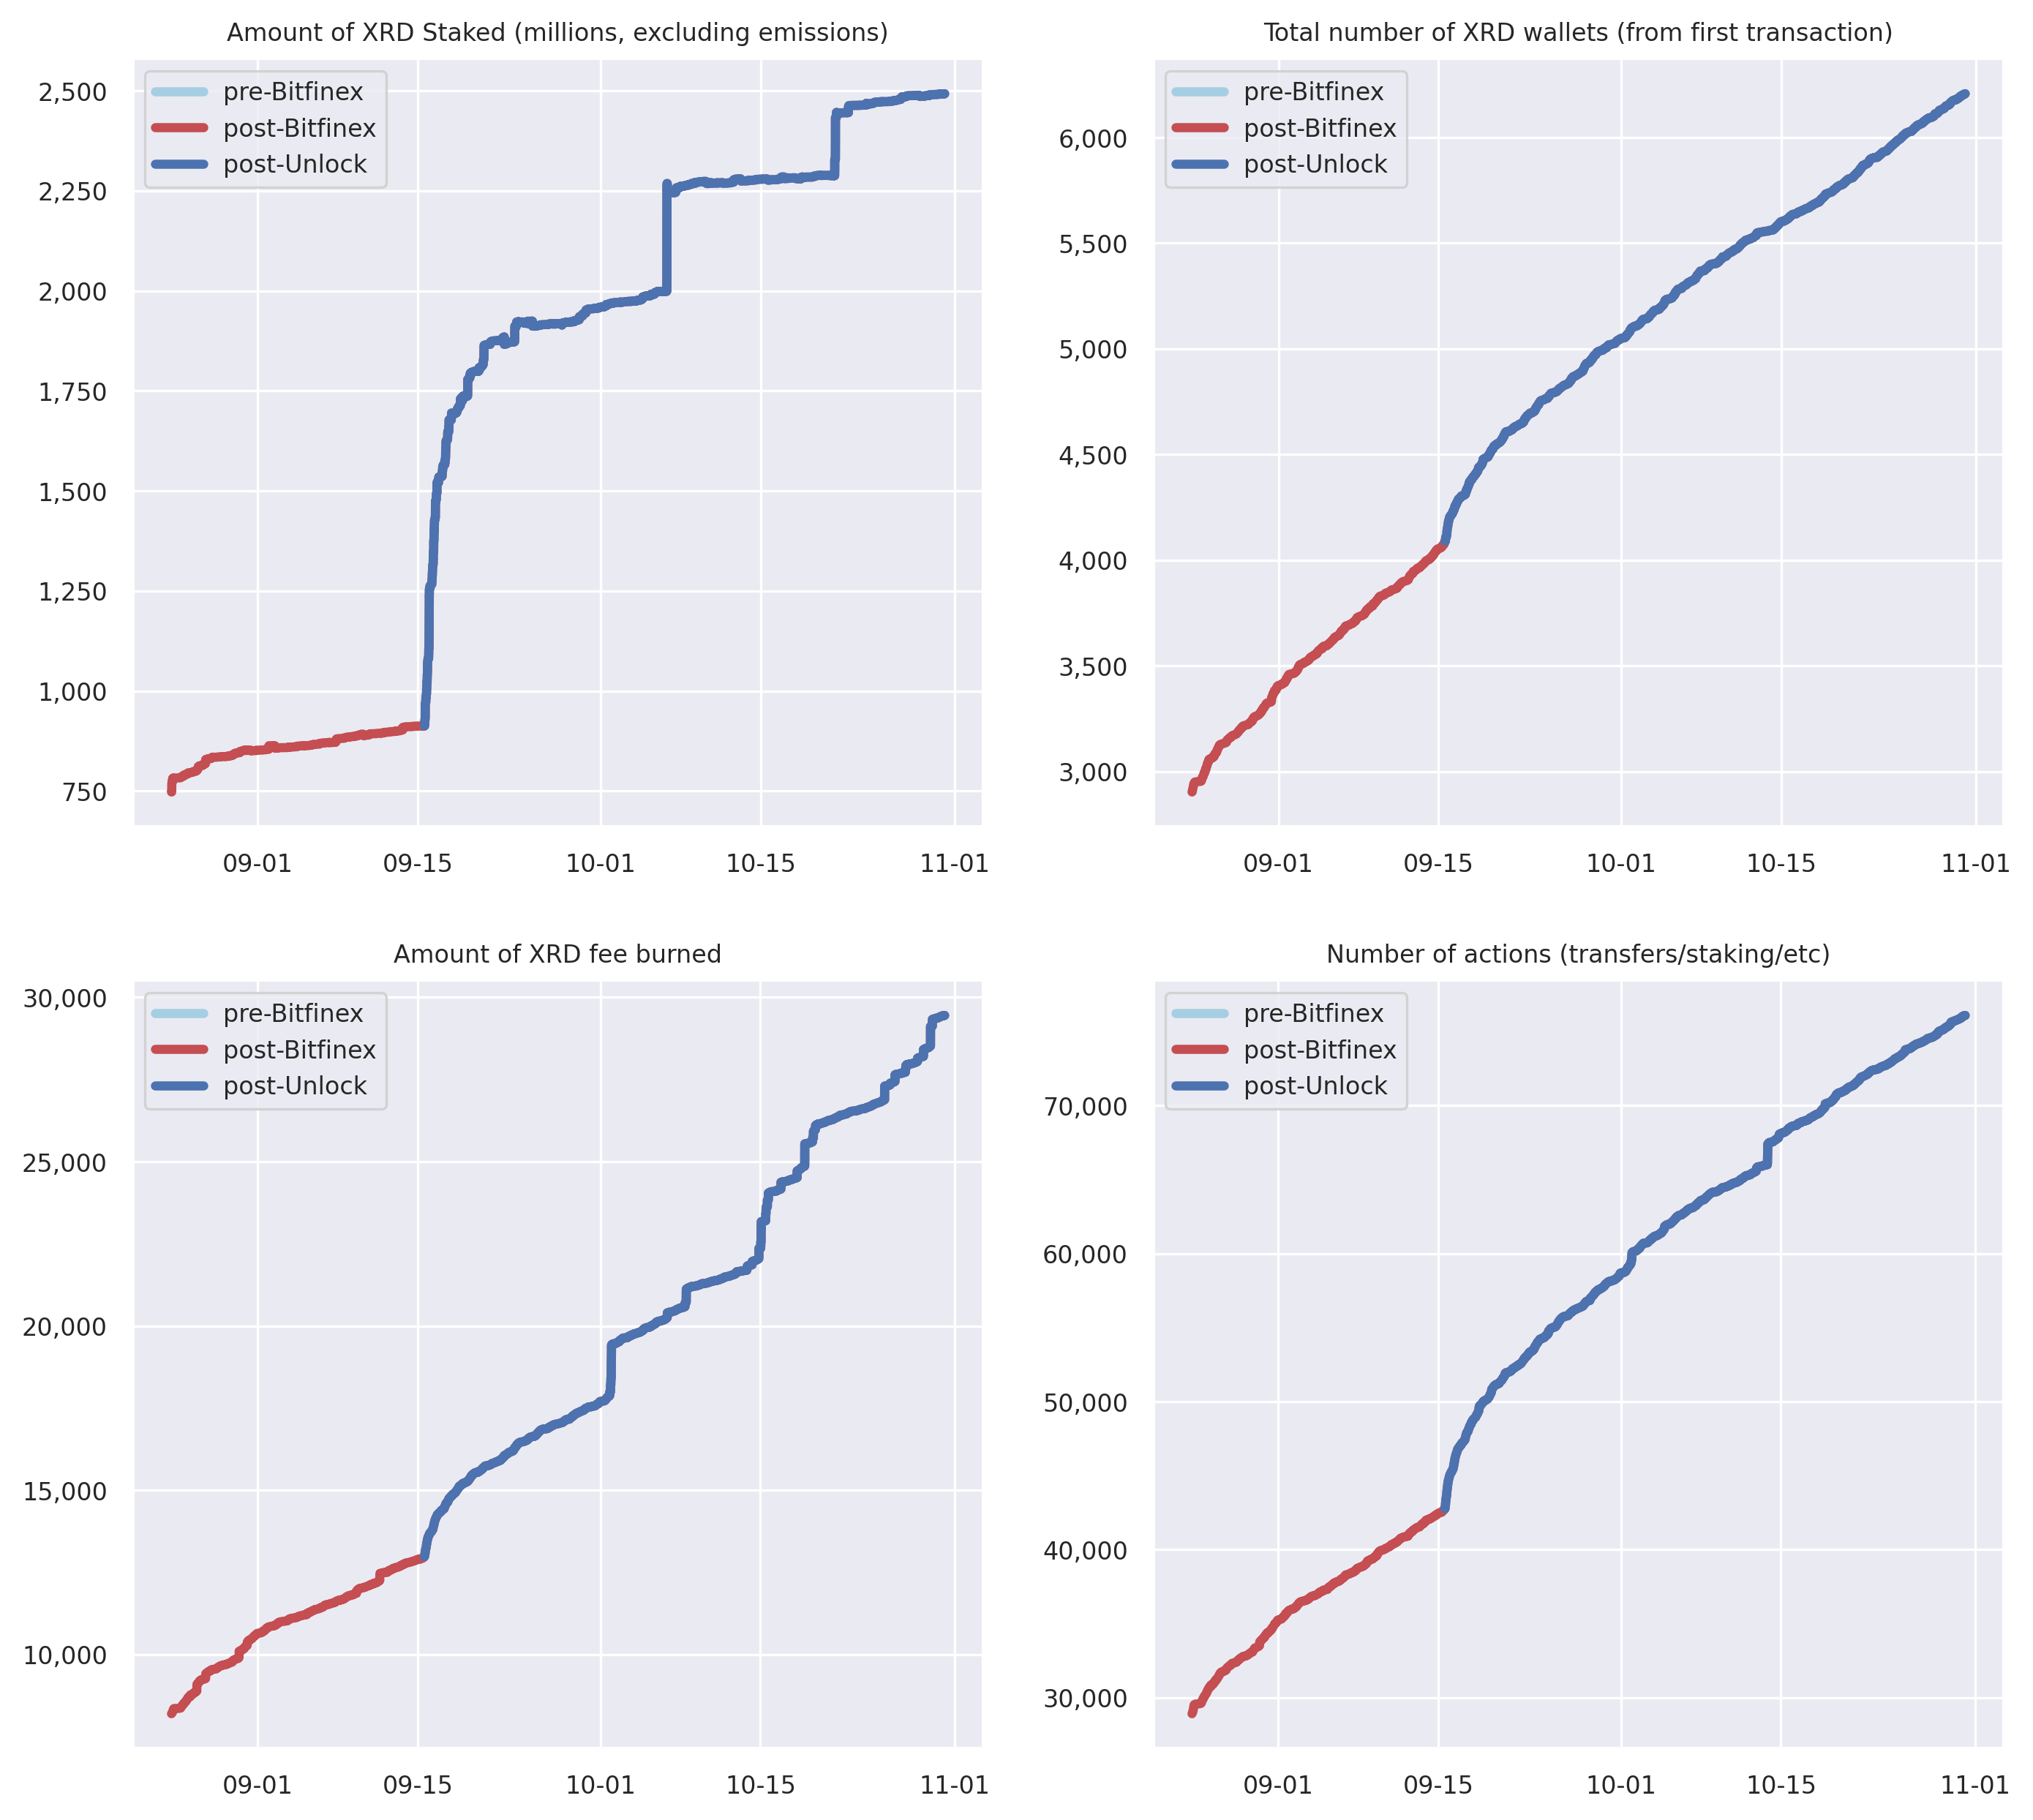 Amount of XRD Staked (millions, excluding emissions)
pre-Bitfinex
post-Bitfinex
post-Unlock
2,500
2,250
2,000
1,750
1,500
1,250
1,000
750
09-01 09-15 10-01 10-15 11-01
Total number of XRD wallets (from first transaction)
pre-Bitfinex
post-Bitfinex
post-Unlock
6,000
5,500
5,000
4,500
4,000
3,500
3,000
09-01 09-15 10-01 10-15 11-01
Amount of XRD fee burned
pre-Bitfinex
post-Bitfinex
post-Unlock
30,000
25,000
20,000
15,000
10,000
09-01 09-15 10-01 10-15 11-01
Number of actions (transfers/staking/etc)
pre-Bitfinex
post-Bitfinex
post-Unlock
70,000
60,000
50,000
40,000
30,000
09-01 09-15 10-01 10-15 11-01